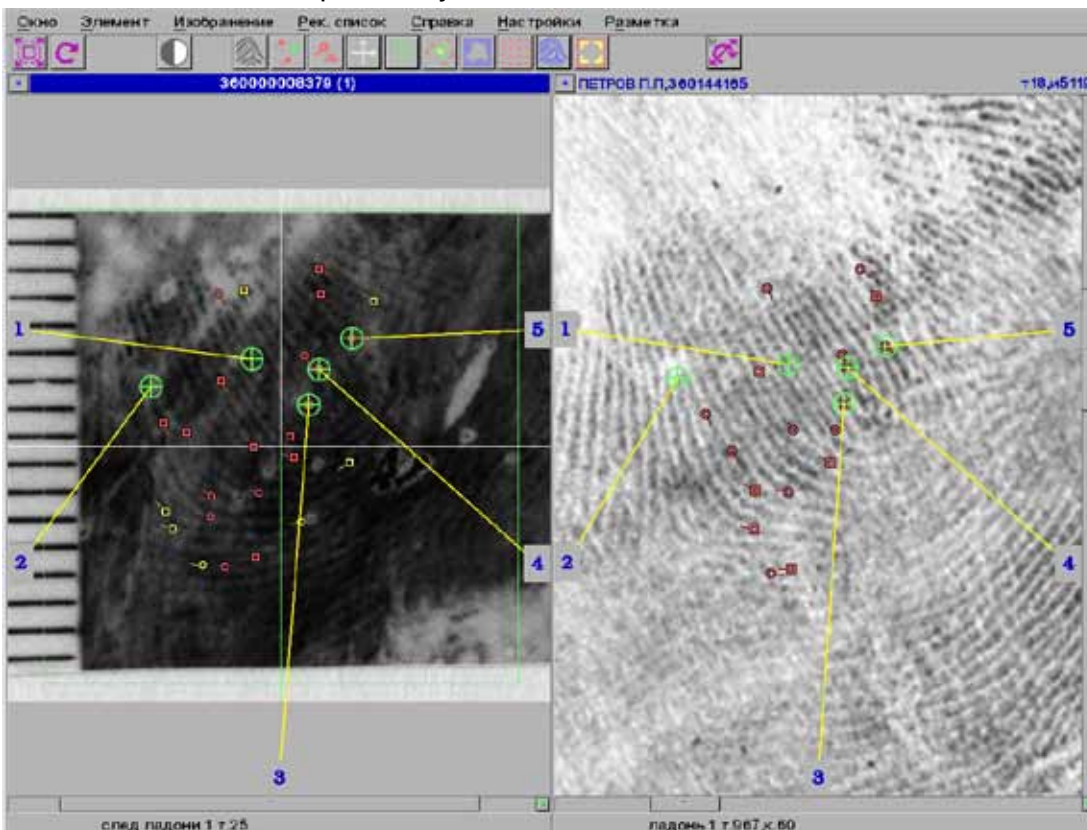 Окно Элемент Изображение Рек. список Справка Настройки Разметка
360000008379 (1)
ПЕТРОВ П.П,360144165
1
5
2
4
3
1
5
2
4
3
след ладони 1 т.25
ладонь 1 т.967 к.60